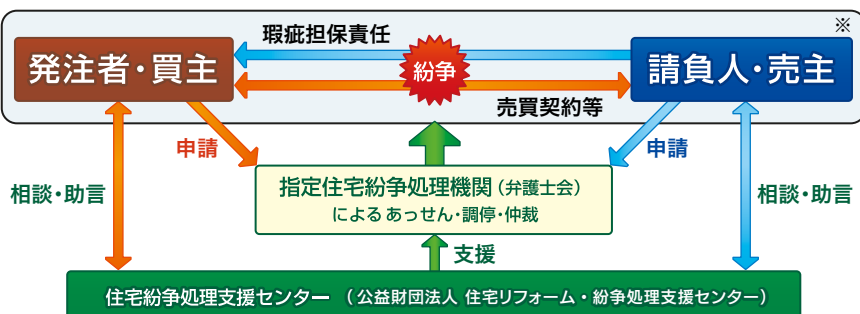 ※
瑕疵担保責任
発注者・買主
紛争
請負人・売主
売買契約等
申請
申請
相談・助言
指定住宅紛争処理機関(弁護士会)
によるあっせん・調停・仲裁
相談・助言
支援
住宅紛争処理支援センター (公益財団法人 住宅リフォーム・紛争処理支援センター)